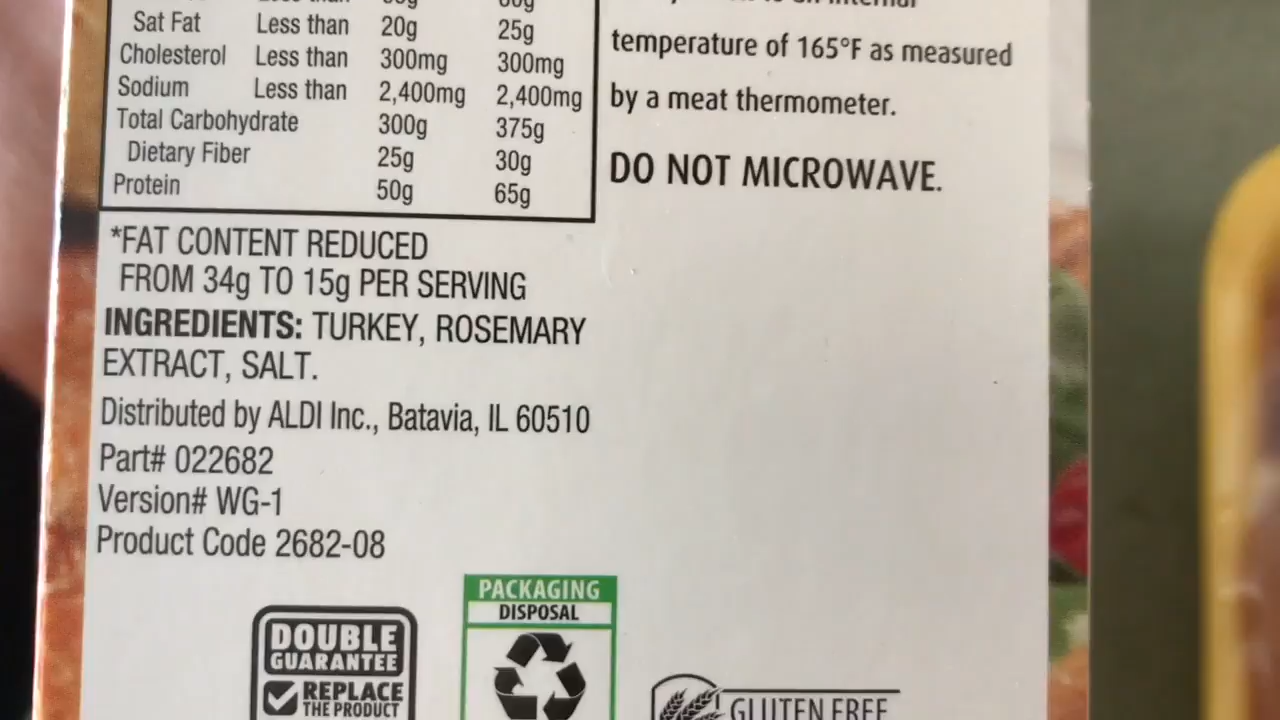 Sat Fat Less than 20g 25g
Cholesterol Less than 300mg 300mg
Sodium Less than 2,400mg 2,400mg
Total Carbohydrate 300g 375g
Dietary Fiber 25g 30g
Protein 50g 65g
*FAT CONTENT REDUCED
FROM 34g TO 15g PER SERVING
INGREDIENTS: TURKEY, ROSEMARY
EXTRACT, SALT.
Distributed by ALDI Inc., Batavia, IL 60510
Part# 022682
Version# WG-1
Product Code 2682-08
temperature of 165°F as measured
by a meat thermometer.
DO NOT MICROWAVE.
DOUBLE
GUARANTEE
REPLACE
THE PRODUCT
PACKAGING
DISPOSAL
GLUTEN FREE